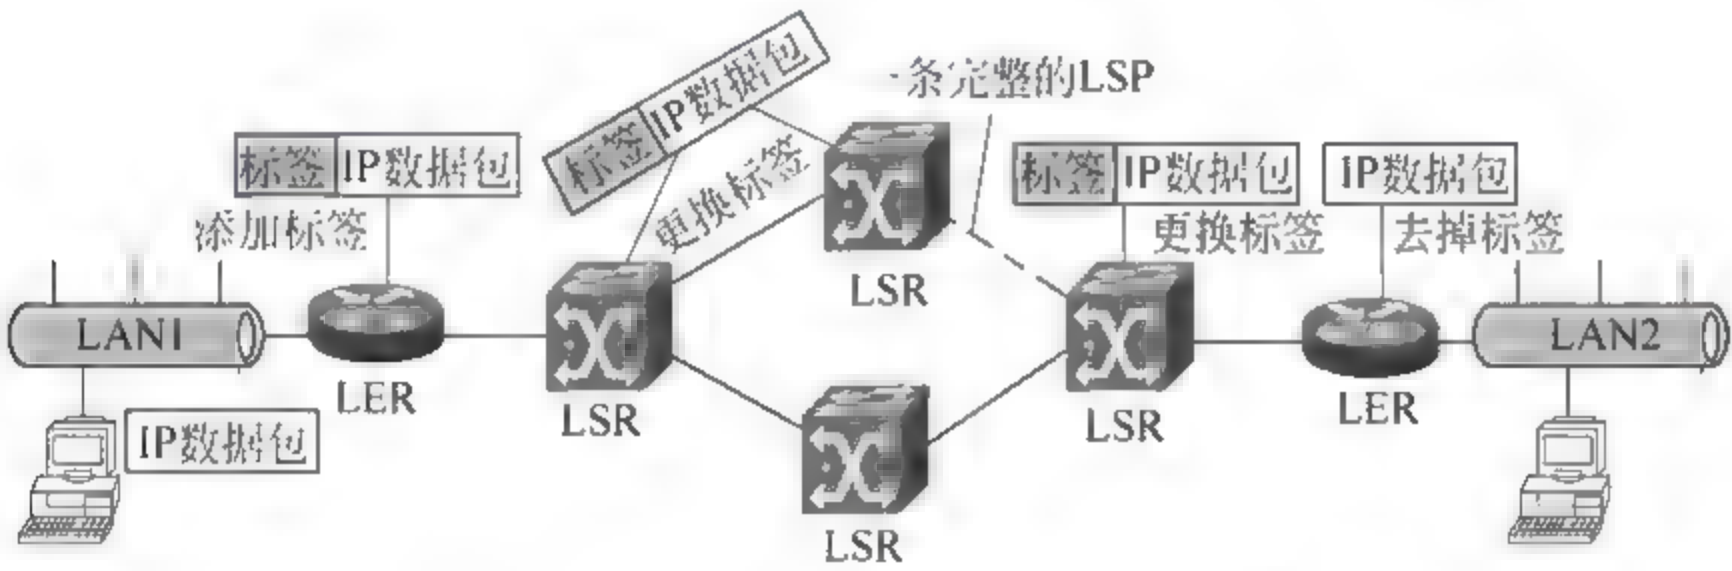 标签 IP数据包
一条完整的LSP
标签 IP数据包
添加标签
更换标签
标签 IP数据包
更换标签
IP数据包
去掉标签
LSR
LAN1
LER
LSR
LSR
LER
LAN2
IP数据包
LSR